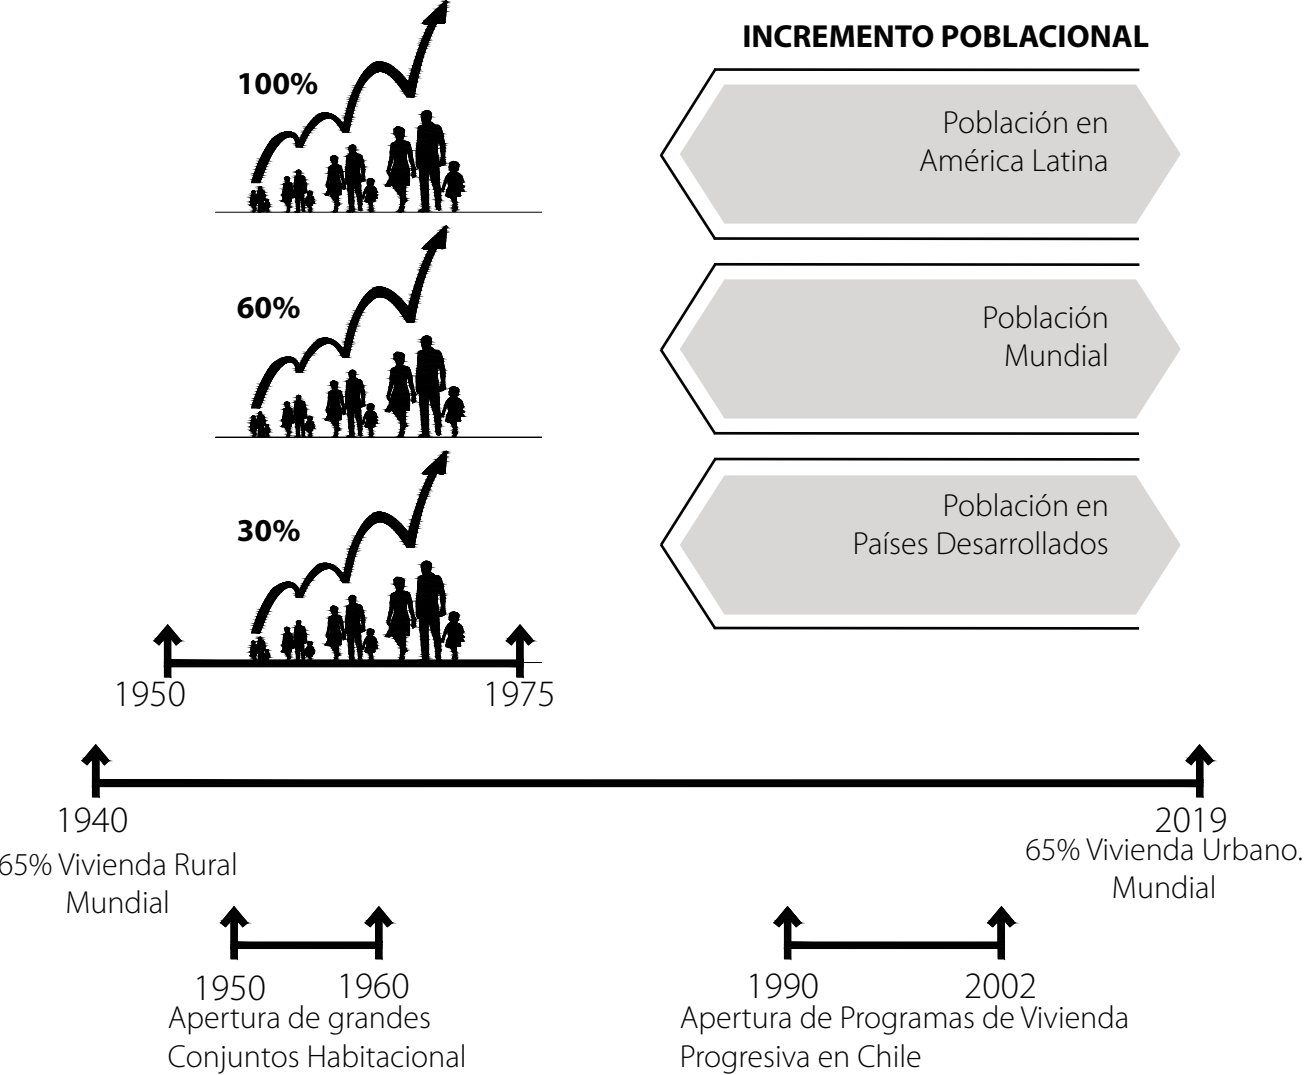 INCREMENTO POBLACIONAL
100%
Población en
América Latina
60%
Población
Mundial
30%
Población en
Países Desarrollados
1950
1975
1940
65% Vivienda Rural
Mundial
2019
65% Vivienda Urbano.
Mundial
1950
1960
Apertura de grandes
Conjuntos Habitacional
1990
2002
Apertura de Programas de Vivienda
Progresiva en Chile